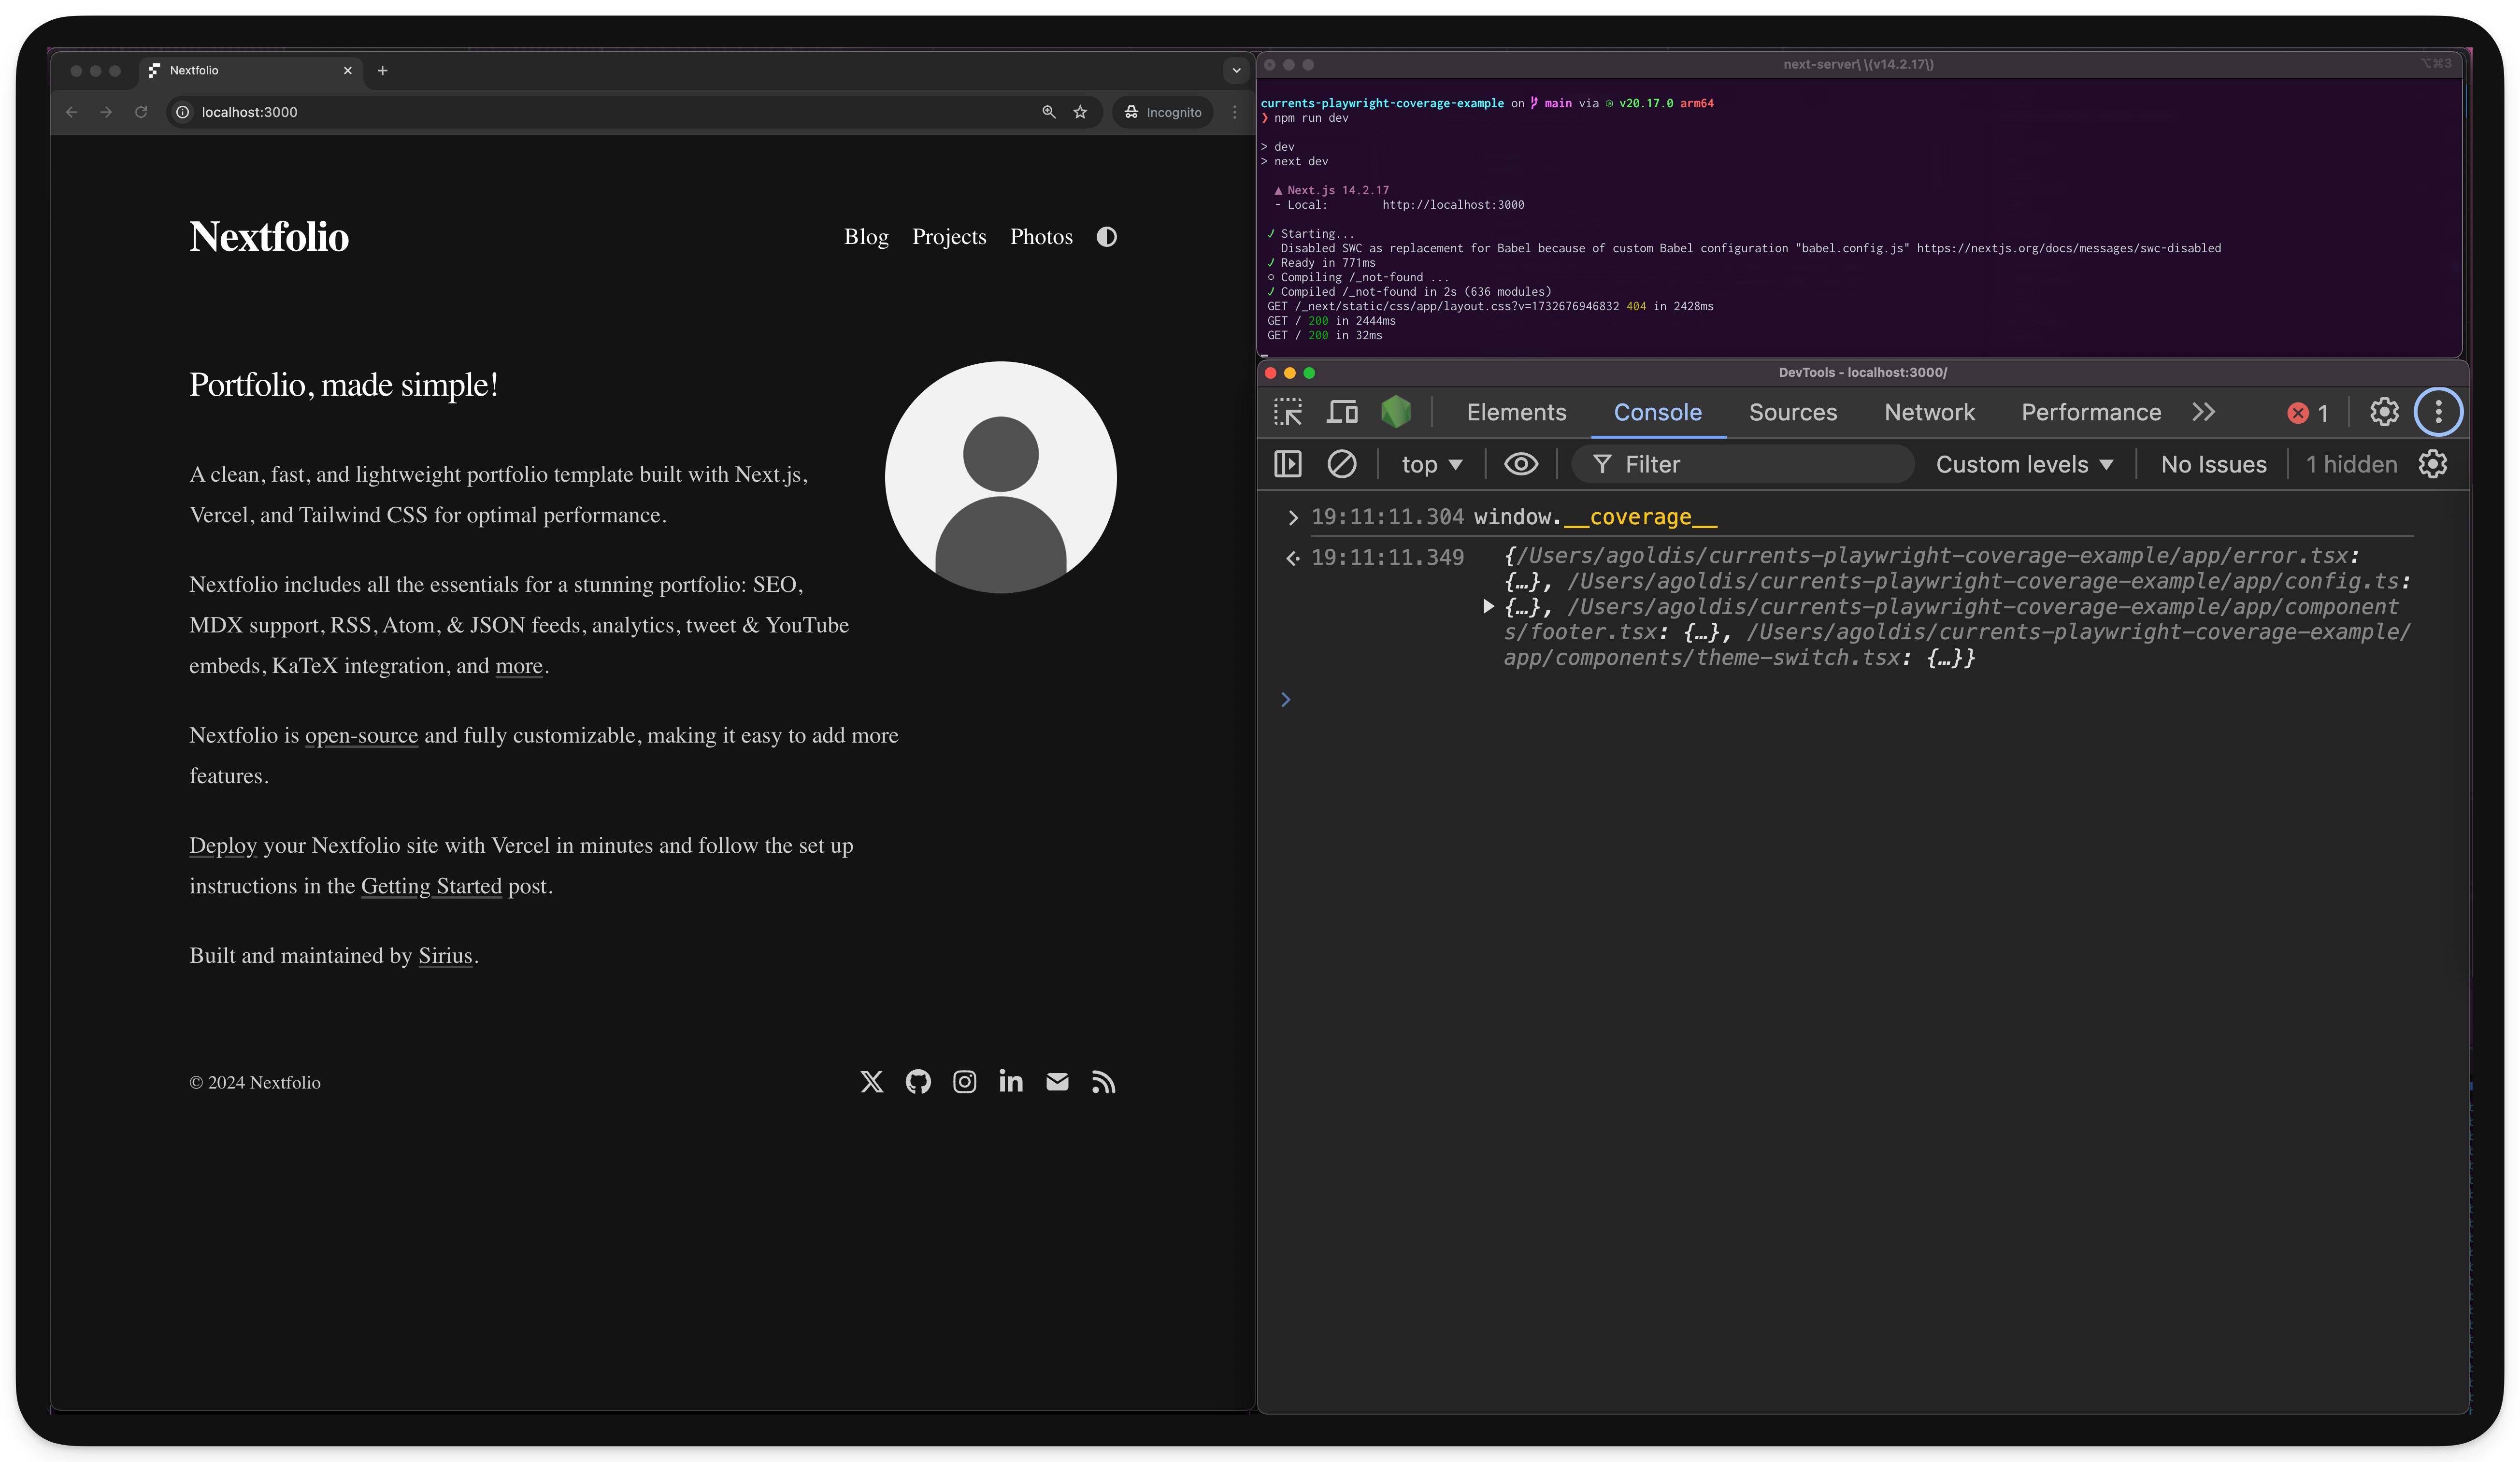 Nextfolio
localhost:3000
Incognito
Nextfolio
Blog Projects Photos
Portfolio, made simple!
A clean, fast, and lightweight portfolio template built with Next.js,
Vercel, and Tailwind CSS for optimal performance.
Nextfolio includes all the essentials for a stunning portfolio: SEO,
MDX support, RSS, Atom, & JSON feeds, analytics, tweet & YouTube
embeds, KaTeX integration, and more.
Nextfolio is open-source and fully customizable, making it easy to add more
features.
Deploy your Nextfolio site with Vercel in minutes and follow the set up
instructions in the Getting Started post.
Built and maintained by Sirius.
© 2024 Nextfolio
next-server\ \(v14.2.17\)
⌥⌘3
currents-playwright-coverage-example on main via v20.17.0 arm64
❯ npm run dev
> dev
> next dev
▲ Next.js 14.2.17
- Local: http://localhost:3000
✓ Starting...
Disabled SWC as replacement for Babel because of custom Babel configuration "babel.config.js" https://nextjs.org/docs/messages/swc-disabled
✓ Ready in 771ms
○ Compiling /_not-found ...
✓ Compiled /_not-found in 2s (636 modules)
GET /_next/static/css/app/layout.css?v=1732676946832 404 in 2428ms
GET / 200 in 2444ms
GET / 200 in 32ms
DevTools - localhost:3000/
Elements Console Sources Network Performance 1
top Filter Custom levels No Issues 1 hidden
19:11:11.304 window.__coverage__
19:11:11.349 {/Users/agoldis/currents-playwright-coverage-example/app/error.tsx:
{…}, /Users/agoldis/currents-playwright-coverage-example/app/config.ts:
{…}, /Users/agoldis/currents-playwright-coverage-example/app/component
s/footer.tsx: {…}, /Users/agoldis/currents-playwright-coverage-example/
app/components/theme-switch.tsx: {…}}